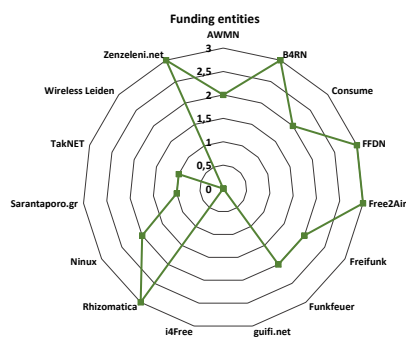 Funding entities
AWMN
Zenzeleni.net
3
B4RN
2,5
Wireless Leiden
Consume
2
TakNET
1,5
FFDN
1
0,5
Sarantaporo.gr
0
Free2Air
Ninux
Freifunk
Rhizomatica
Funkfeuer
i4Free
guifi.net